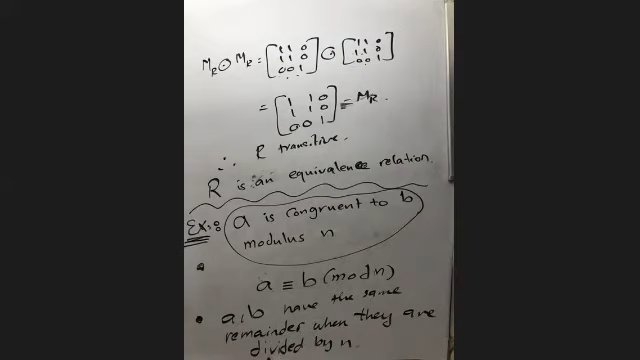 M_R ⊙ M_R = [1 1 0
1 1 0
0 0 1] ⊙ [1 1 0
1 1 0
0 0 1]
= [1 1 0
1 1 0
0 0 1] = M_R.
∴ R transitive.
R is an equivalence relation.
Ex:
a is congruent to b
modulus n
• a ≡ b (mod n)
• a, b have the same
remainder when they are
divided by n.